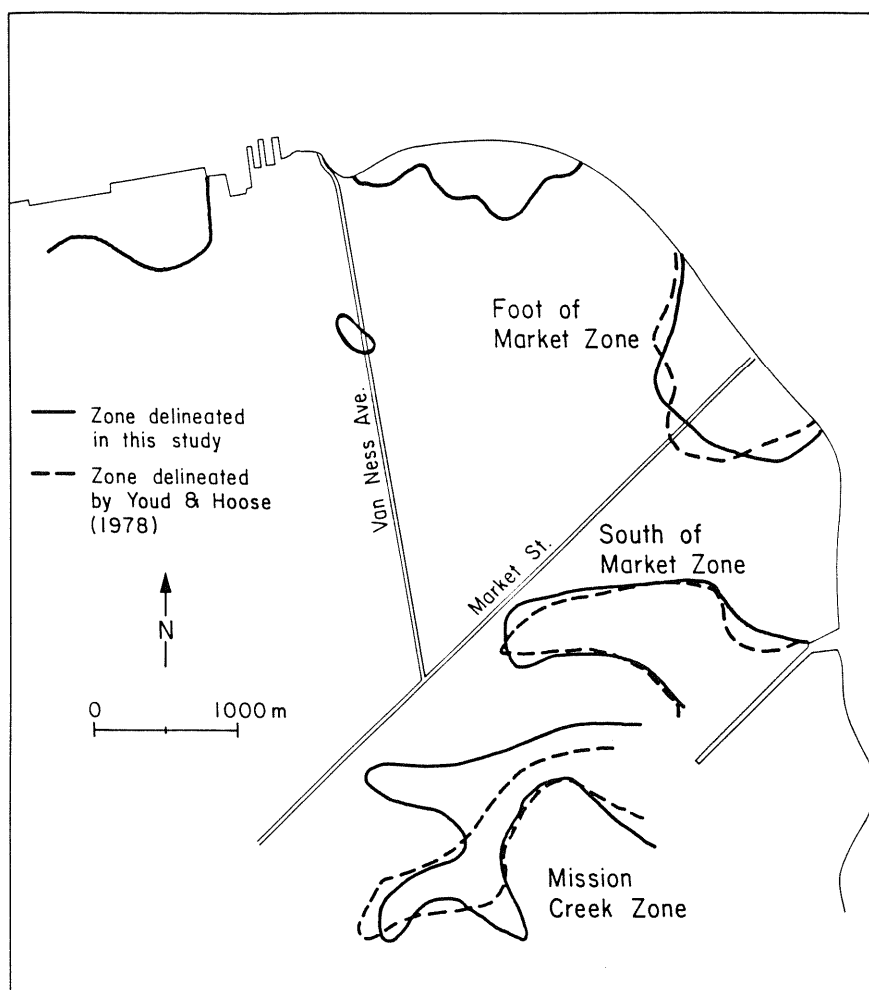 Foot of
Market Zone
Zone delineated
in this study
Zone delineated
by Youd & Hoose
(1978)
Van Ness Ave.
Market St.
South of
Market Zone
N
0 1000 m
Mission
Creek Zone